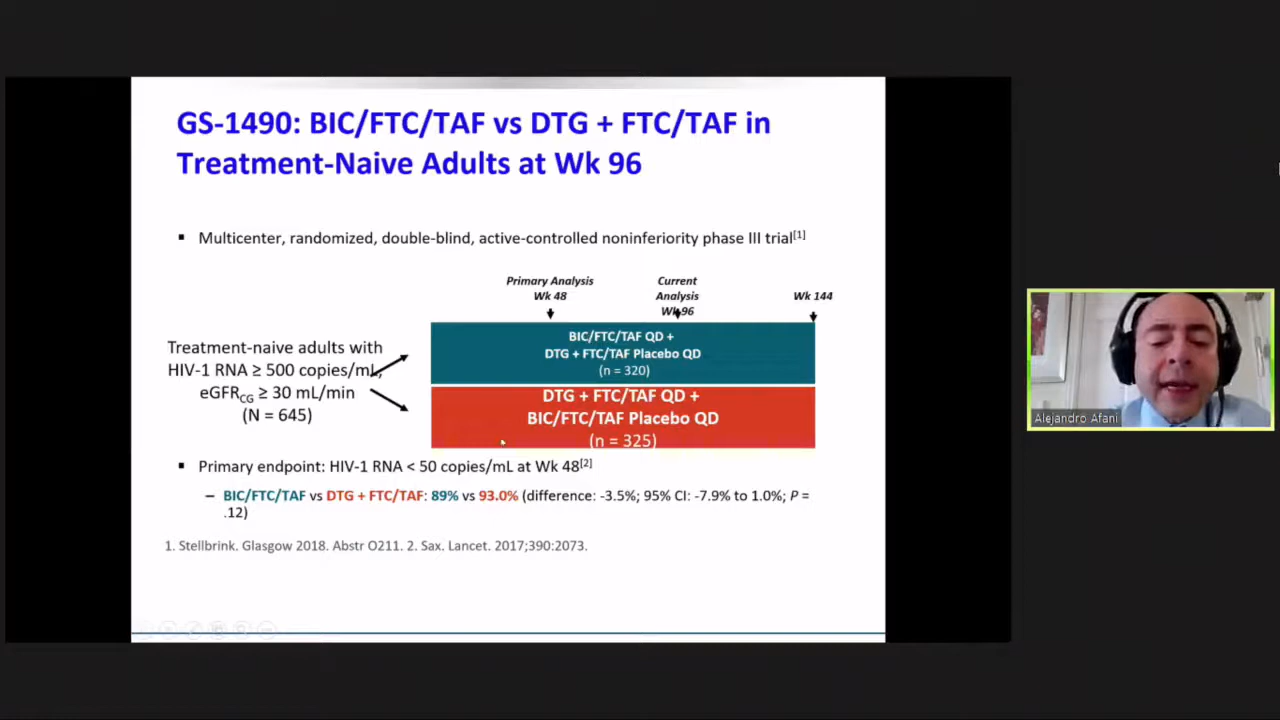 GS-1490: BIC/FTC/TAF vs DTG + FTC/TAF in
Treatment-Naive Adults at Wk 96
▪ Multicenter, randomized, double-blind, active-controlled noninferiority phase III trial[1]
Primary Analysis
Wk 48
Current
Analysis
Wk 96
Wk 144
Treatment-naive adults with
HIV-1 RNA ≥ 500 copies/mL,
eGFRCG ≥ 30 mL/min
(N = 645)
BIC/FTC/TAF QD +
DTG + FTC/TAF Placebo QD
(n = 320)
DTG + FTC/TAF QD +
BIC/FTC/TAF Placebo QD
(n = 325)
▪ Primary endpoint: HIV-1 RNA < 50 copies/mL at Wk 48[2]
– BIC/FTC/TAF vs DTG + FTC/TAF: 89% vs 93.0% (difference: -3.5%; 95% CI: -7.9% to 1.0%; P =
.12)
1. Stellbrink. Glasgow 2018. Abstr O211. 2. Sax. Lancet. 2017;390:2073.
Alejandro Afani